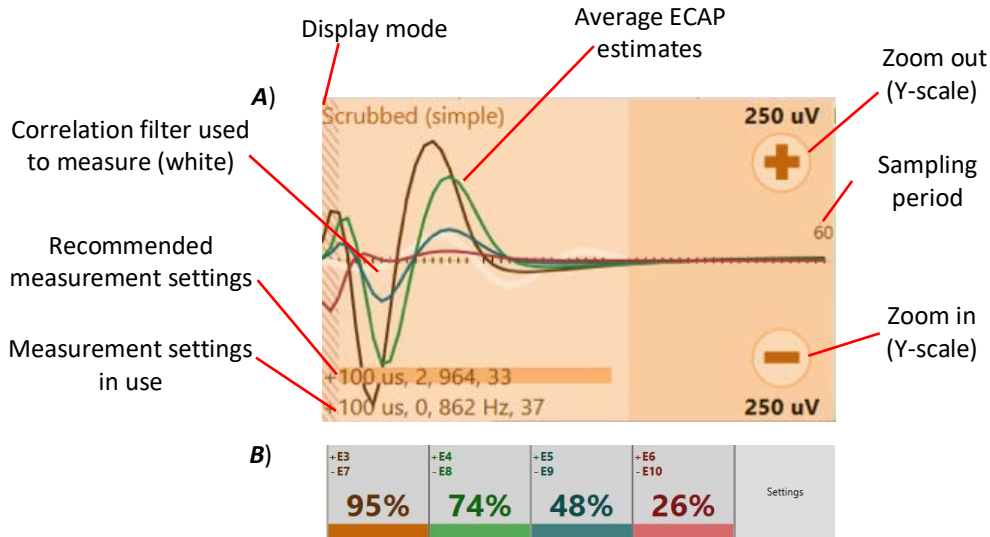 Display mode
Average ECAP
estimates
Zoom out
(Y-scale)
A)
Scrubbed (simple)
250 uV
Correlation filter used
to measure (white)
Sampling
period
60
Recommended
measurement settings
Zoom in
(Y-scale)
Measurement settings
in use
+100 us, 2, 964, 33
+100 us, 0, 862 Hz, 37
250 uV
B)
+E3
-E7
95%
+E4
-E8
74%
+E5
-E9
48%
+E6
-E10
26%
Settings